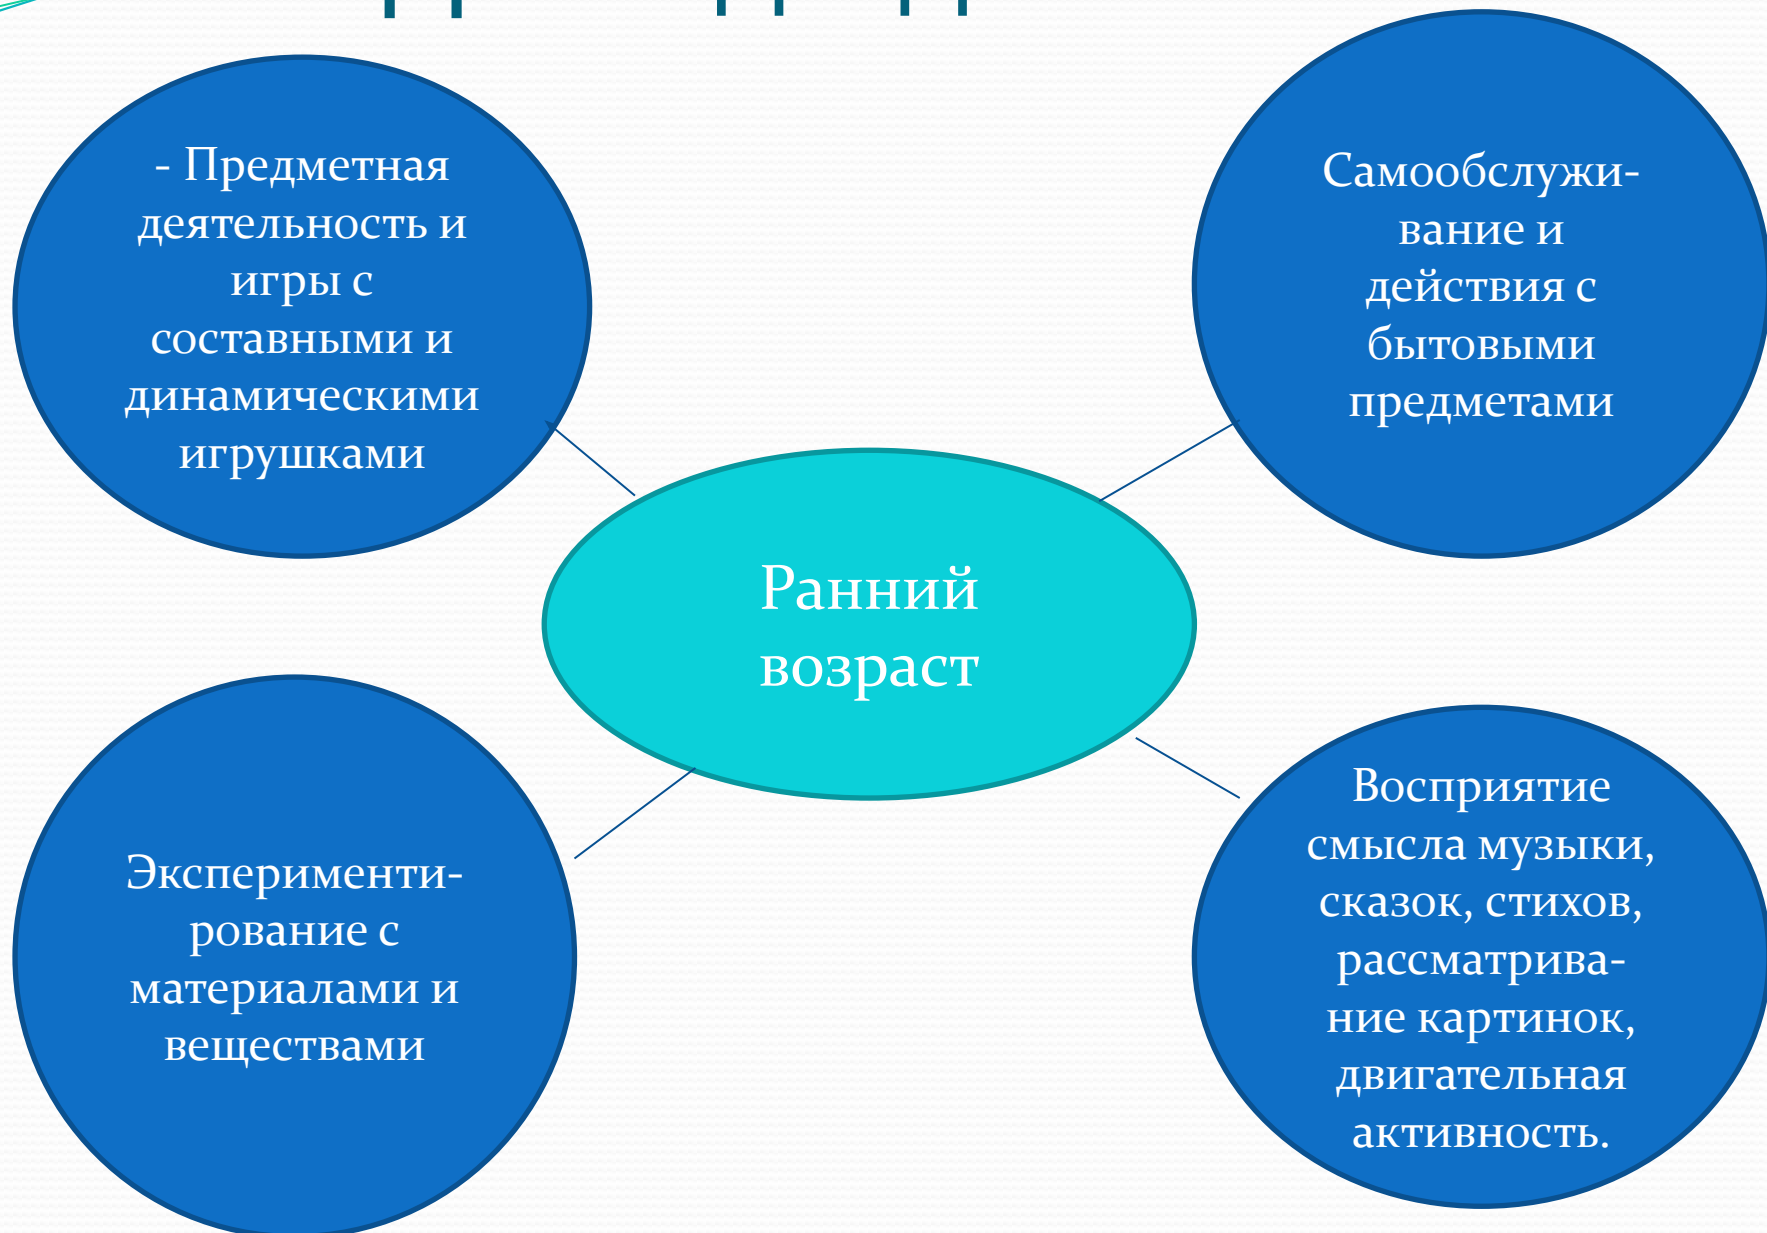 - Предметная
деятельность и
игры с
составными и
динамическими
игрушками
Самообслужи-
вание и
действия с
бытовыми
предметами
Ранний
возраст
Эксперименти-
рование с
материалами и
веществами
Восприятие
смысла музыки,
сказок, стихов,
рассматрива-
ние картинок,
двигательная
активность.